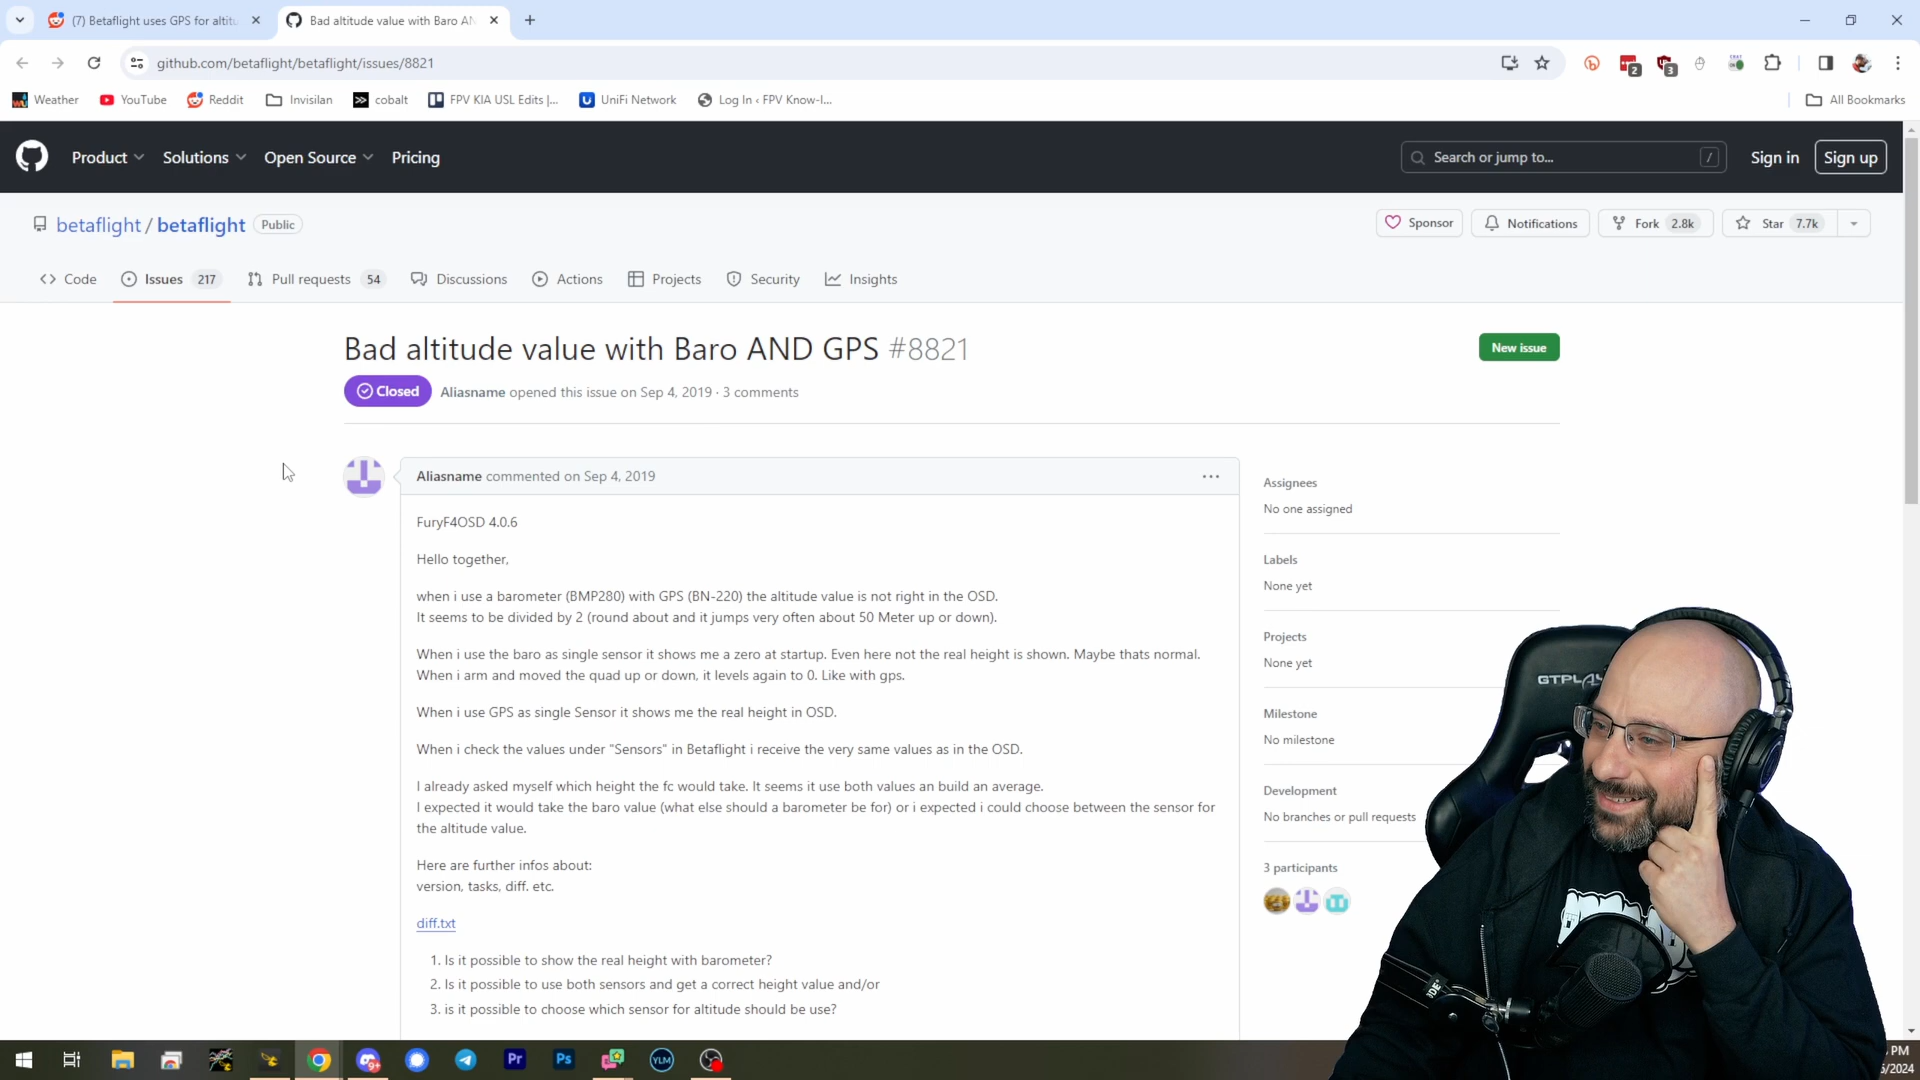 (7) Betaflight uses GPS for altitu
Bad altitude value with Baro AN
github.com/betaflight/betaflight/issues/8821
2
3
Weather
YouTube
Reddit
Invisilan
cobalt
FPV KIA USL Edits |...
UniFi Network
Log In ‹ FPV Know-I...
All Bookmarks
Product
Solutions
Open Source
Pricing
Search or jump to...
/
Sign in
Sign up
betaflight / betaflight
Public
Sponsor
Notifications
Fork 2.8k
Star 7.7k
Code
Issues 217
Pull requests 54
Discussions
Actions
Projects
Security
Insights
Bad altitude value with Baro AND GPS #8821
New issue
Closed
Aliasname opened this issue on Sep 4, 2019 · 3 comments
Aliasname commented on Sep 4, 2019
FuryF4OSD 4.0.6
Hello together,
when i use a barometer (BMP280) with GPS (BN-220) the altitude value is not right in the OSD.
It seems to be divided by 2 (round about and it jumps very often about 50 Meter up or down).
When i use the baro as single sensor it shows me a zero at startup. Even here not the real height is shown. Maybe thats normal.
When i arm and moved the quad up or down, it levels again to 0. Like with gps.
When i use GPS as single Sensor it shows me the real height in OSD.
When i check the values under "Sensors" in Betaflight i receive the very same values as in the OSD.
I already asked myself which height the fc would take. It seems it use both values an build an average.
I expected it would take the baro value (what else should a barometer be for) or i expected i could choose between the sensor for
the altitude value.
Here are further infos about:
version, tasks, diff. etc.
diff.txt
1. Is it possible to show the real height with barometer?
2. Is it possible to use both sensors and get a correct height value and/or
3. is it possible to choose which sensor for altitude should be use?
Assignees
No one assigned
Labels
None yet
Projects
None yet
Milestone
No milestone
Development
No branches or pull requests
3 participants
GTPLA
Pr
Ps
YLM
PM
/2024